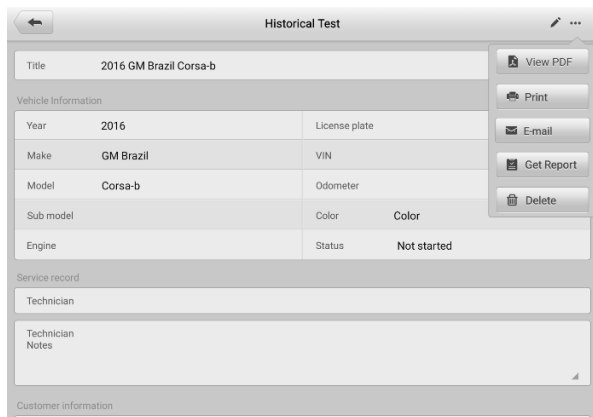 Historical Test
Title 2016 GM Brazil Corsa-b
View PDF
Print
E-mail
Get Report
Delete
Vehicle Information
Year 2016 License plate
Make GM Brazil VIN
Model Corsa-b Odometer
Sub model Color Color
Engine Status Not started
Service record
Technician
Technician
Notes
Customer information